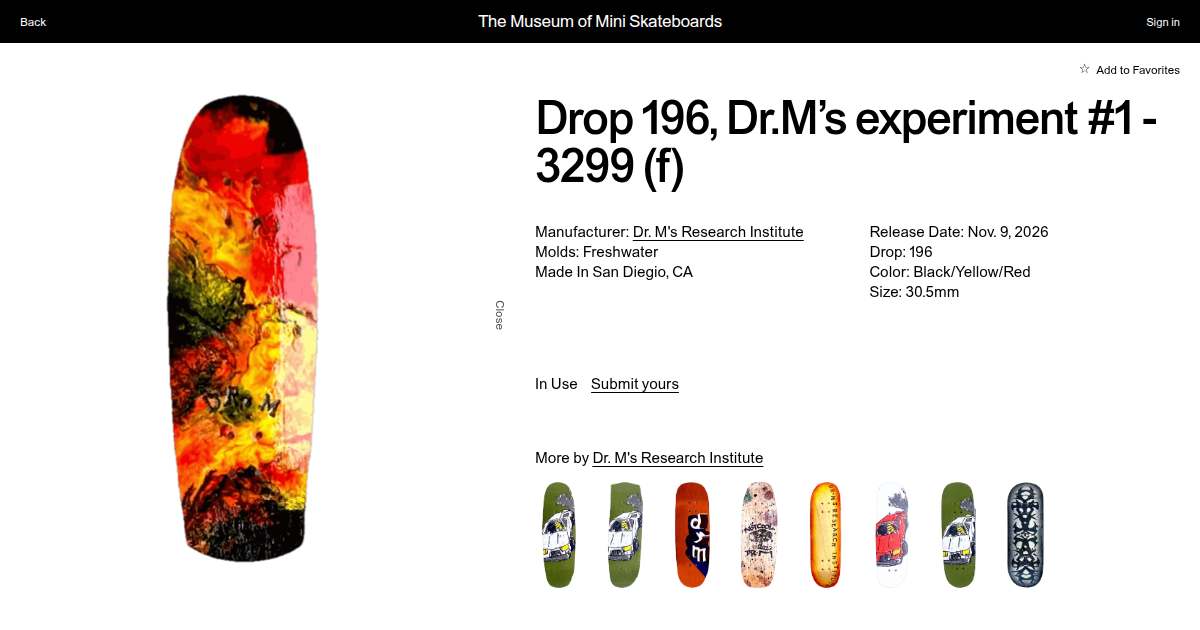 Back
The Museum of Mini Skateboards
Sign in
☆ Add to Favorites
Drop 196, Dr.M’s experiment #1 -
3299 (f)
Manufacturer: Dr. M's Research Institute
Molds: Freshwater
Made In San Diegio, CA
Release Date: Nov. 9, 2026
Drop: 196
Color: Black/Yellow/Red
Size: 30.5mm
Close
DR. M
In Use Submit yours
More by Dr. M's Research Institute